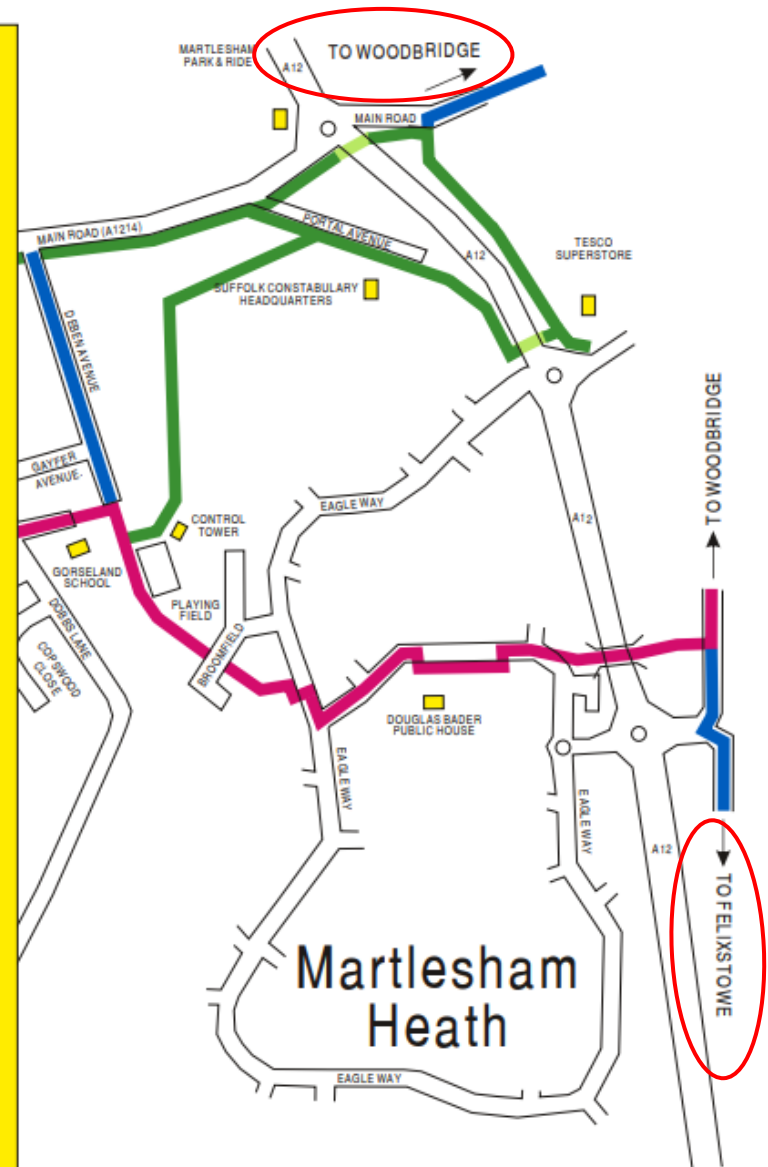 MARTLESHAM
PARK & RIDE
A12
TO WOODBRIDGE
MAIN ROAD
MAIN ROAD (A1214)
PORTAL AVENUE
A12
TESCO
SUPERSTORE
SUFFOLK CONSTABULARY
HEADQUARTERS
DEBEN AVENUE
TO WOODBRIDGE
GAYFER
AVENUE.
EAGLE WAY
A12
CONTROL
TOWER
GORSELAND
SCHOOL
PLAYING
FIELD
DOBBS LANE
COPSWOOD
CLOSE
BROOMFIELD
DOUGLAS BADER
PUBLIC HOUSE
EAGLE WAY
EAGLE WAY
A12
TO FELIXSTOWE
Martlesham
Heath
EAGLE WAY